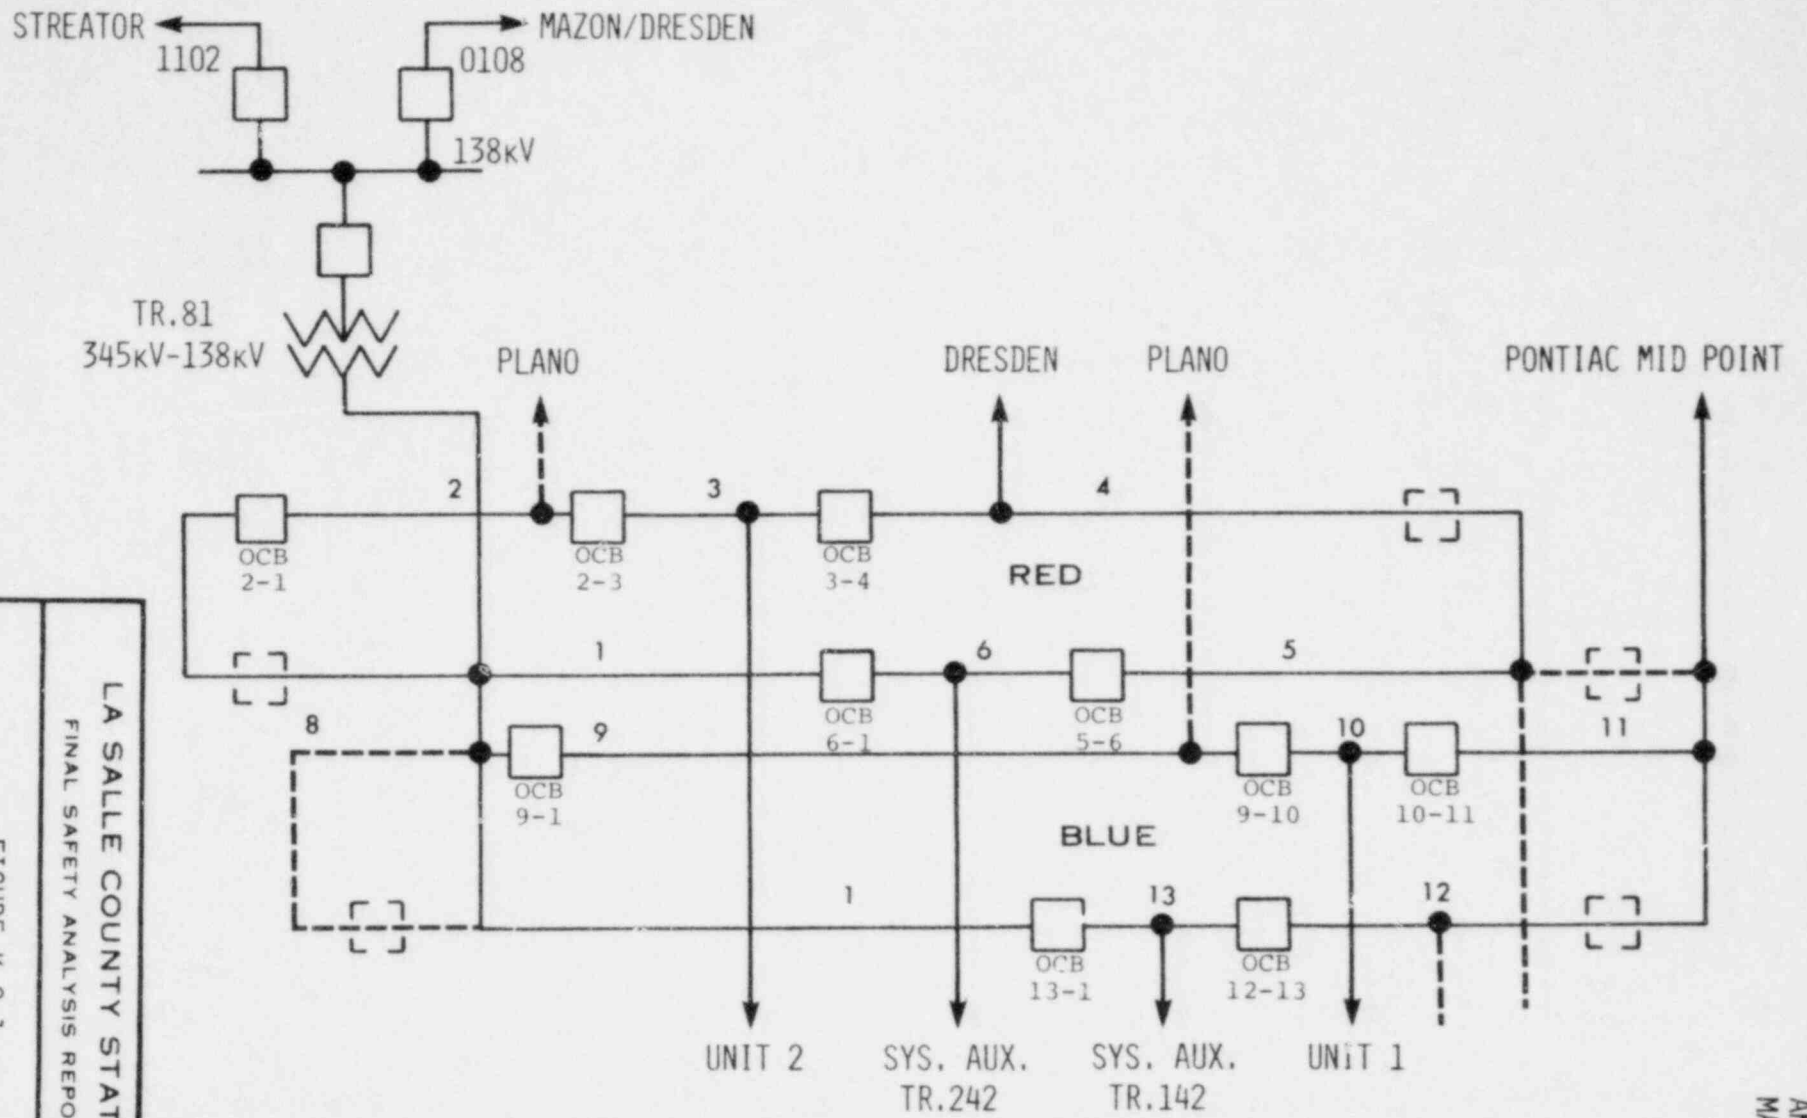 STREATOR
MAZON/DRESDEN
1102
0108
138kV
TR.81
345kV-138kV
PLANO
DRESDEN
PLANO
PONTIAC MID POINT
2
3
4
OCB
2-1
OCB
2-3
OCB
3-4
RED
1
6
5
OCB
6-1
OCB
5-6
8
9
10
11
OCB
9-1
OCB
9-10
OCB
10-11
BLUE
1
13
12
OCB
13-1
OCB
12-13
UNIT 2
SYS. AUX.
TR.242
SYS. AUX.
TR.142
UNIT 1
LA SALLE COUNTY STAT
FINAL SAFETY ANALYSIS REPO